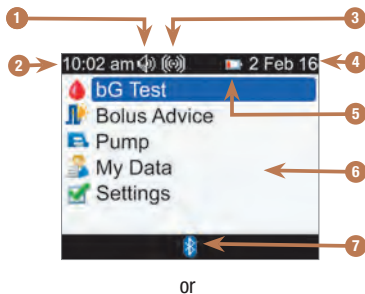 1 3
2 10:02 am 2 Feb 16 4
bG Test
5
Bolus Advice
Pump
My Data 6
Settings
7
or